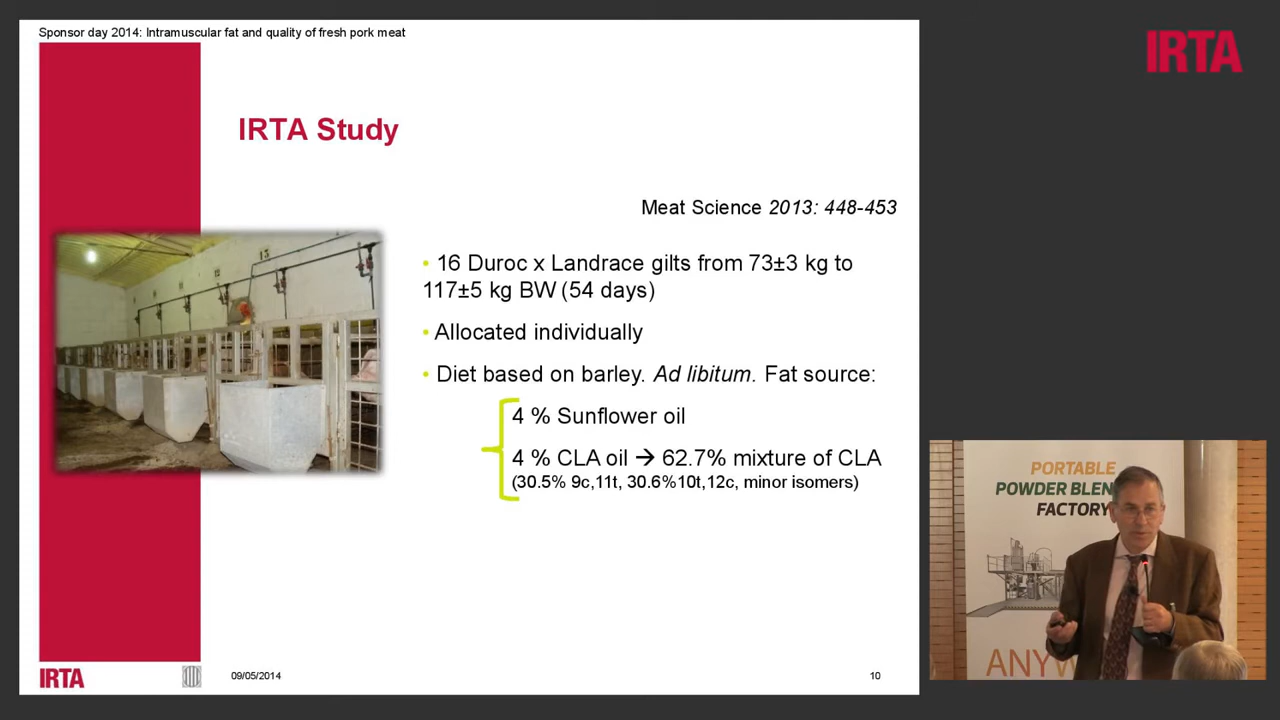 Sponsor day 2014: Intramuscular fat and quality of fresh pork meat
IRTA
IRTA Study
Meat Science 2013: 448-453
• 16 Duroc x Landrace gilts from 73±3 kg to
117±5 kg BW (54 days)
• Allocated individually
• Diet based on barley. Ad libitum. Fat source:
4 % Sunflower oil
4 % CLA oil → 62.7% mixture of CLA
(30.5% 9c,11t, 30.6%10t,12c, minor isomers)
PORTABLE
POWDER BLEN
FACTORY
ANYW
IRTA
09/05/2014
10